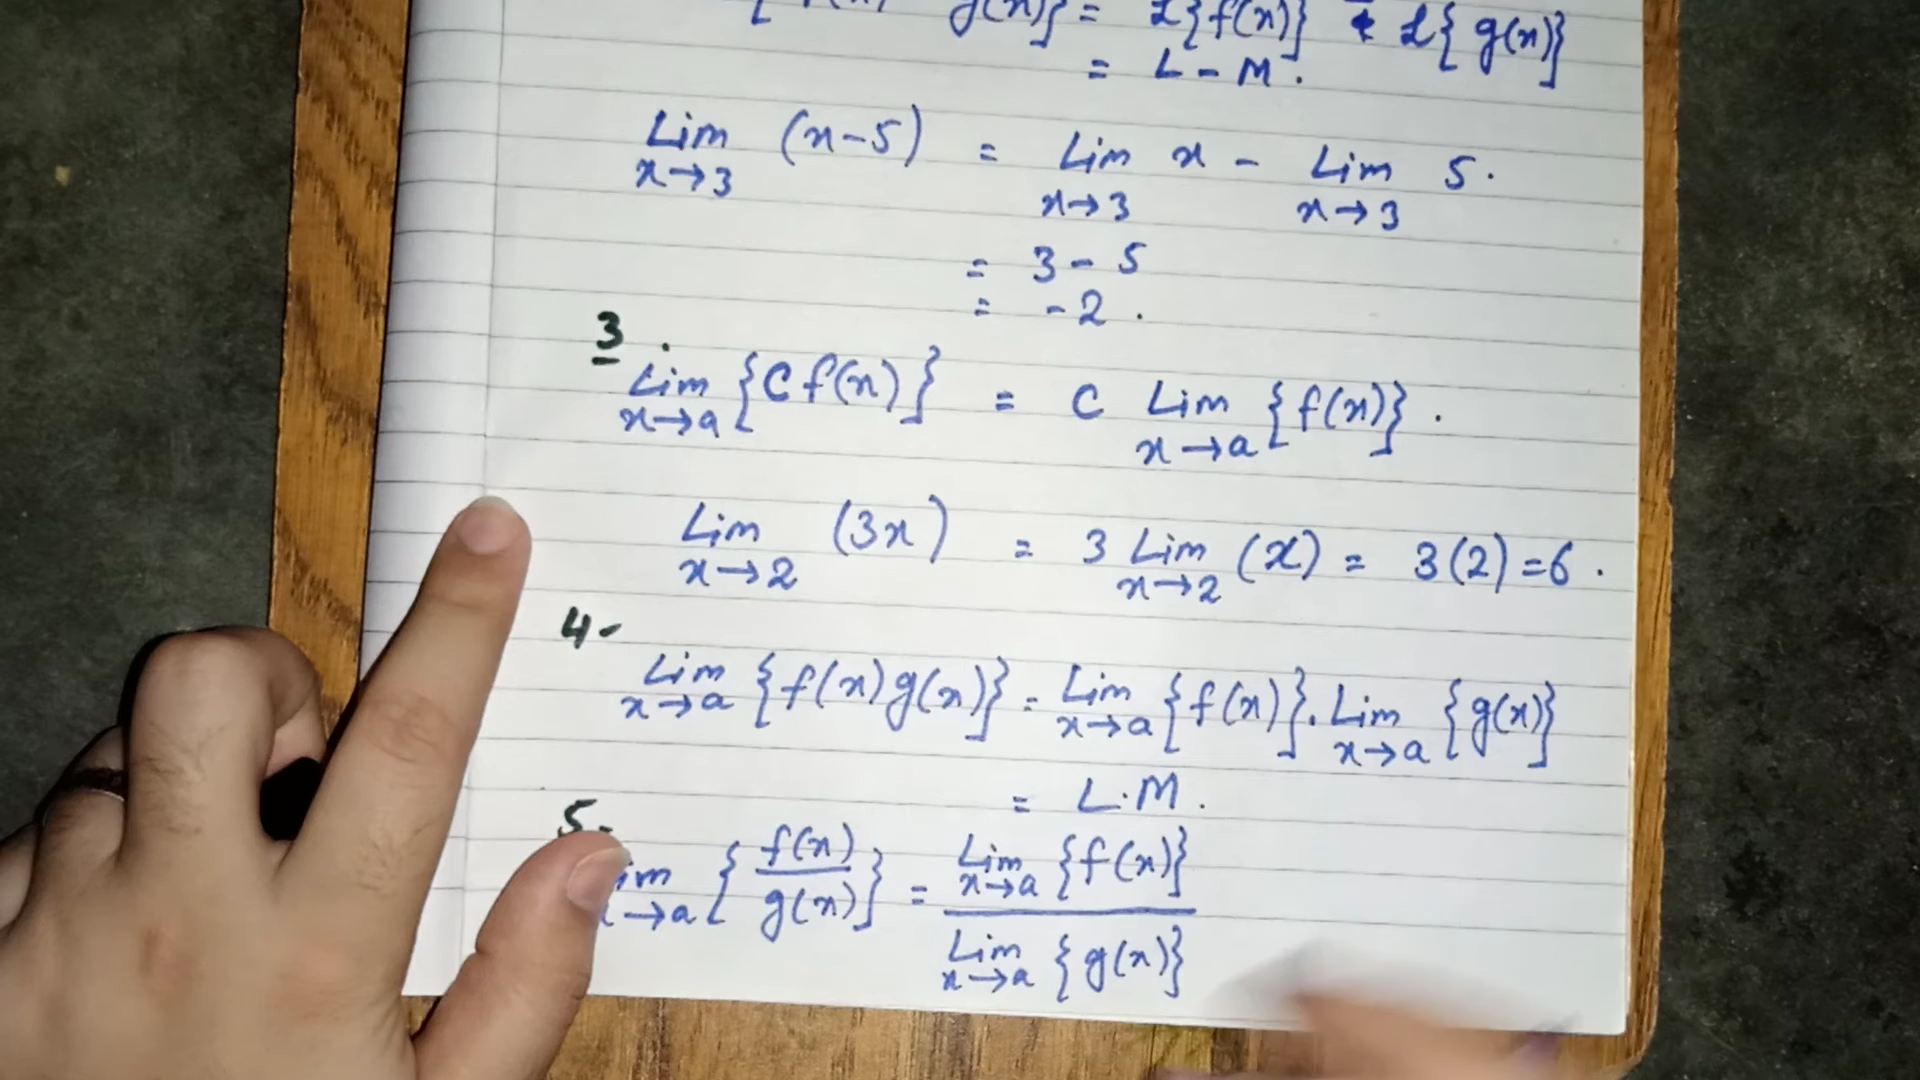 g(x)} = L{f(x)} L{g(x)}
= L - M.
Lim x→3 (x-5) = Lim x→3 x - Lim x→3 5.
= 3 - 5
= -2.
3.
Lim x→a {C f(x)} = C Lim x→a {f(x)}.
Lim x→2 (3x) = 3 Lim x→2 (x) = 3(2) = 6.
4-
Lim x→a {f(x) g(x)} = Lim x→a {f(x)}. Lim x→a {g(x)}
= L.M.
5-
im →a {f(x)/g(x)} = Lim x→a {f(x)} / Lim x→a {g(x)}